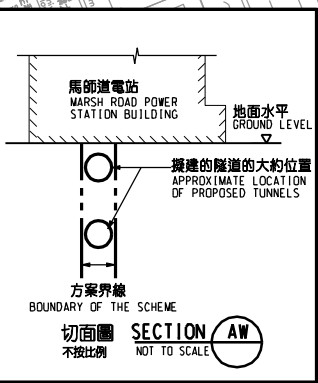 馬師道電站
MARSH ROAD POWER
STATION BUILDING
地面水平
GROUND LEVEL
擬建的隧道的大約位置
APPROXIMATE LOCATION
OF PROPOSED TUNNELS
方案界線
BOUNDARY OF THE SCHEME
切面圖 SECTION AW
不按比例 NOT TO SCALE